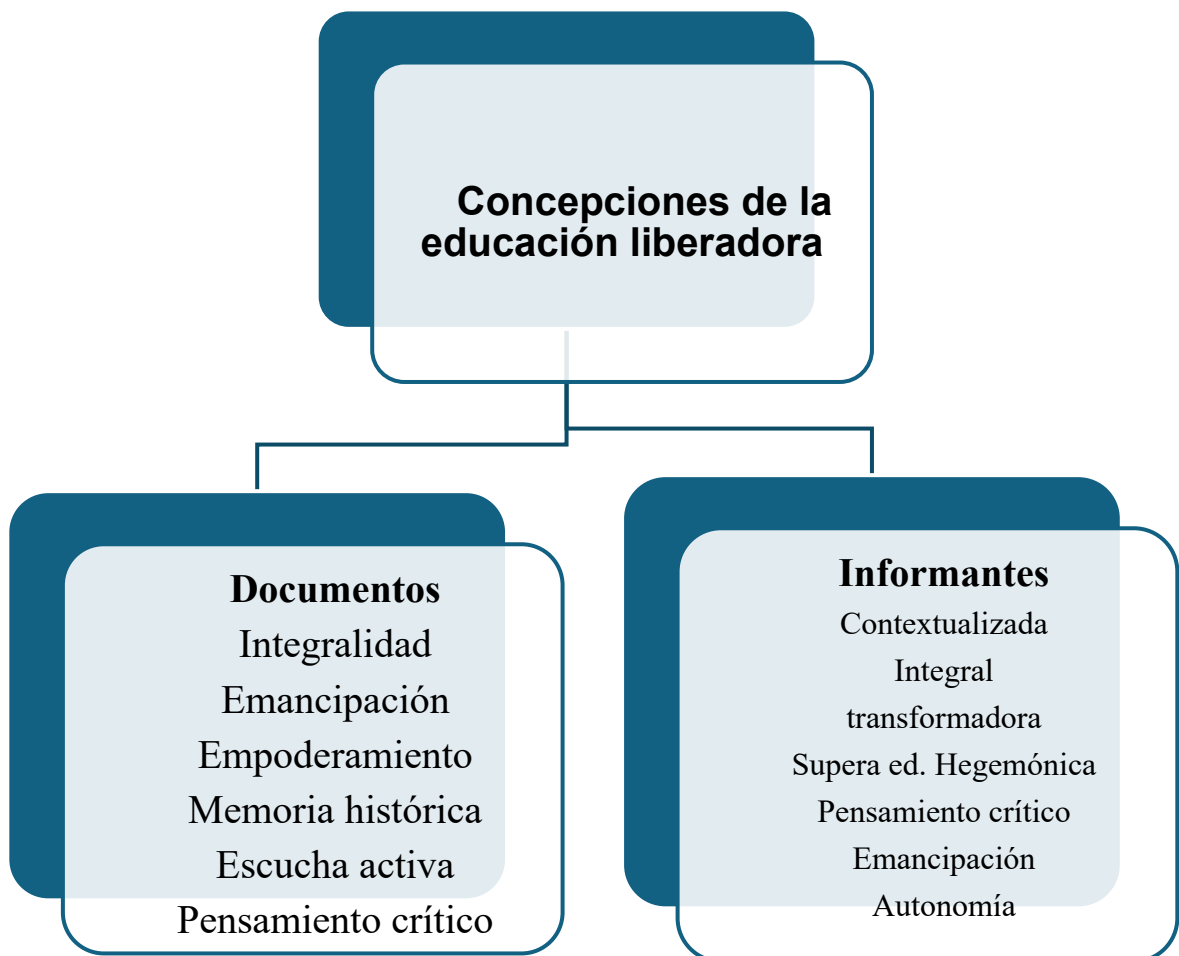 Concepciones de la
educación liberadora
Documentos
Integralidad
Emancipación
Empoderamiento
Memoria histórica
Escucha activa
Pensamiento crítico
Informantes
Contextualizada
Integral
transformadora
Supera ed. Hegemónica
Pensamiento crítico
Emancipación
Autonomía